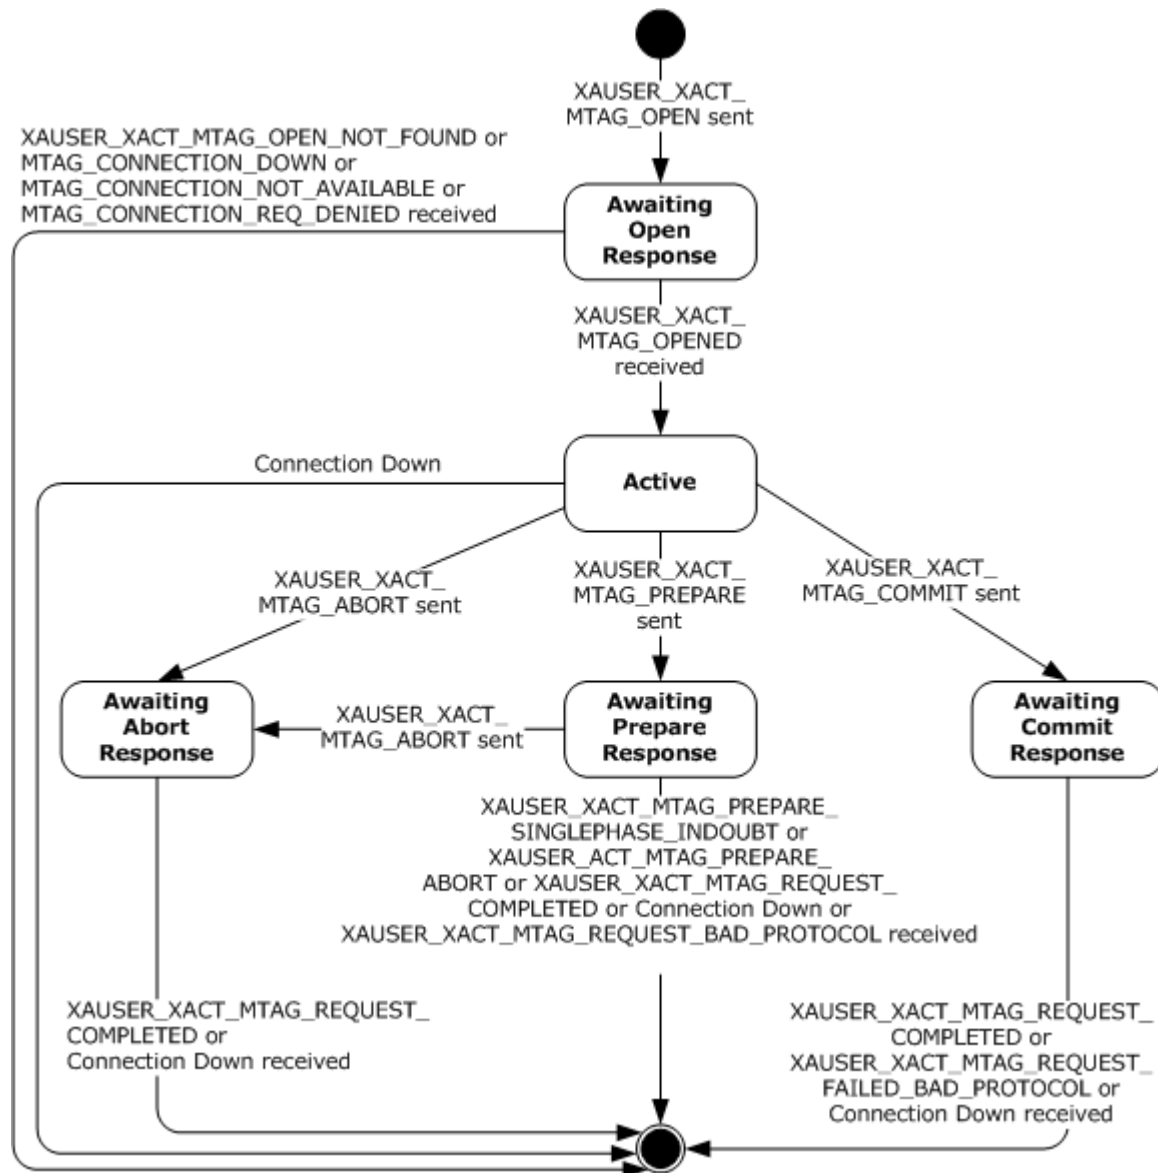 XAUSER_XACT_
MTAG_OPEN sent
XAUSER_XACT_MTAG_OPEN_NOT_FOUND or
MTAG_CONNECTION_DOWN or
MTAG_CONNECTION_NOT_AVAILABLE or
MTAG_CONNECTION_REQ_DENIED received
Awaiting
Open
Response
XAUSER_XACT_
MTAG_OPENED
received
Connection Down
Active
XAUSER_XACT_
MTAG_ABORT sent
XAUSER_XACT_
MTAG_PREPARE
sent
XAUSER_XACT_
MTAG_COMMIT sent
Awaiting
Abort
Response
XAUSER_XACT_
MTAG_ABORT sent
Awaiting
Prepare
Response
Awaiting
Commit
Response
XAUSER_XACT_MTAG_PREPARE_
SINGLEPHASE_INDOUBT or
XAUSER_ACT_MTAG_PREPARE_
ABORT or XAUSER_XACT_MTAG_REQUEST_
COMPLETED or Connection Down or
XAUSER_XACT_MTAG_REQUEST_BAD_PROTOCOL received
XAUSER_XACT_MTAG_REQUEST_
COMPLETED or
Connection Down received
XAUSER_XACT_MTAG_REQUEST_
COMPLETED or
XAUSER_XACT_MTAG_REQUEST_
FAILED_BAD_PROTOCOL or
Connection Down received